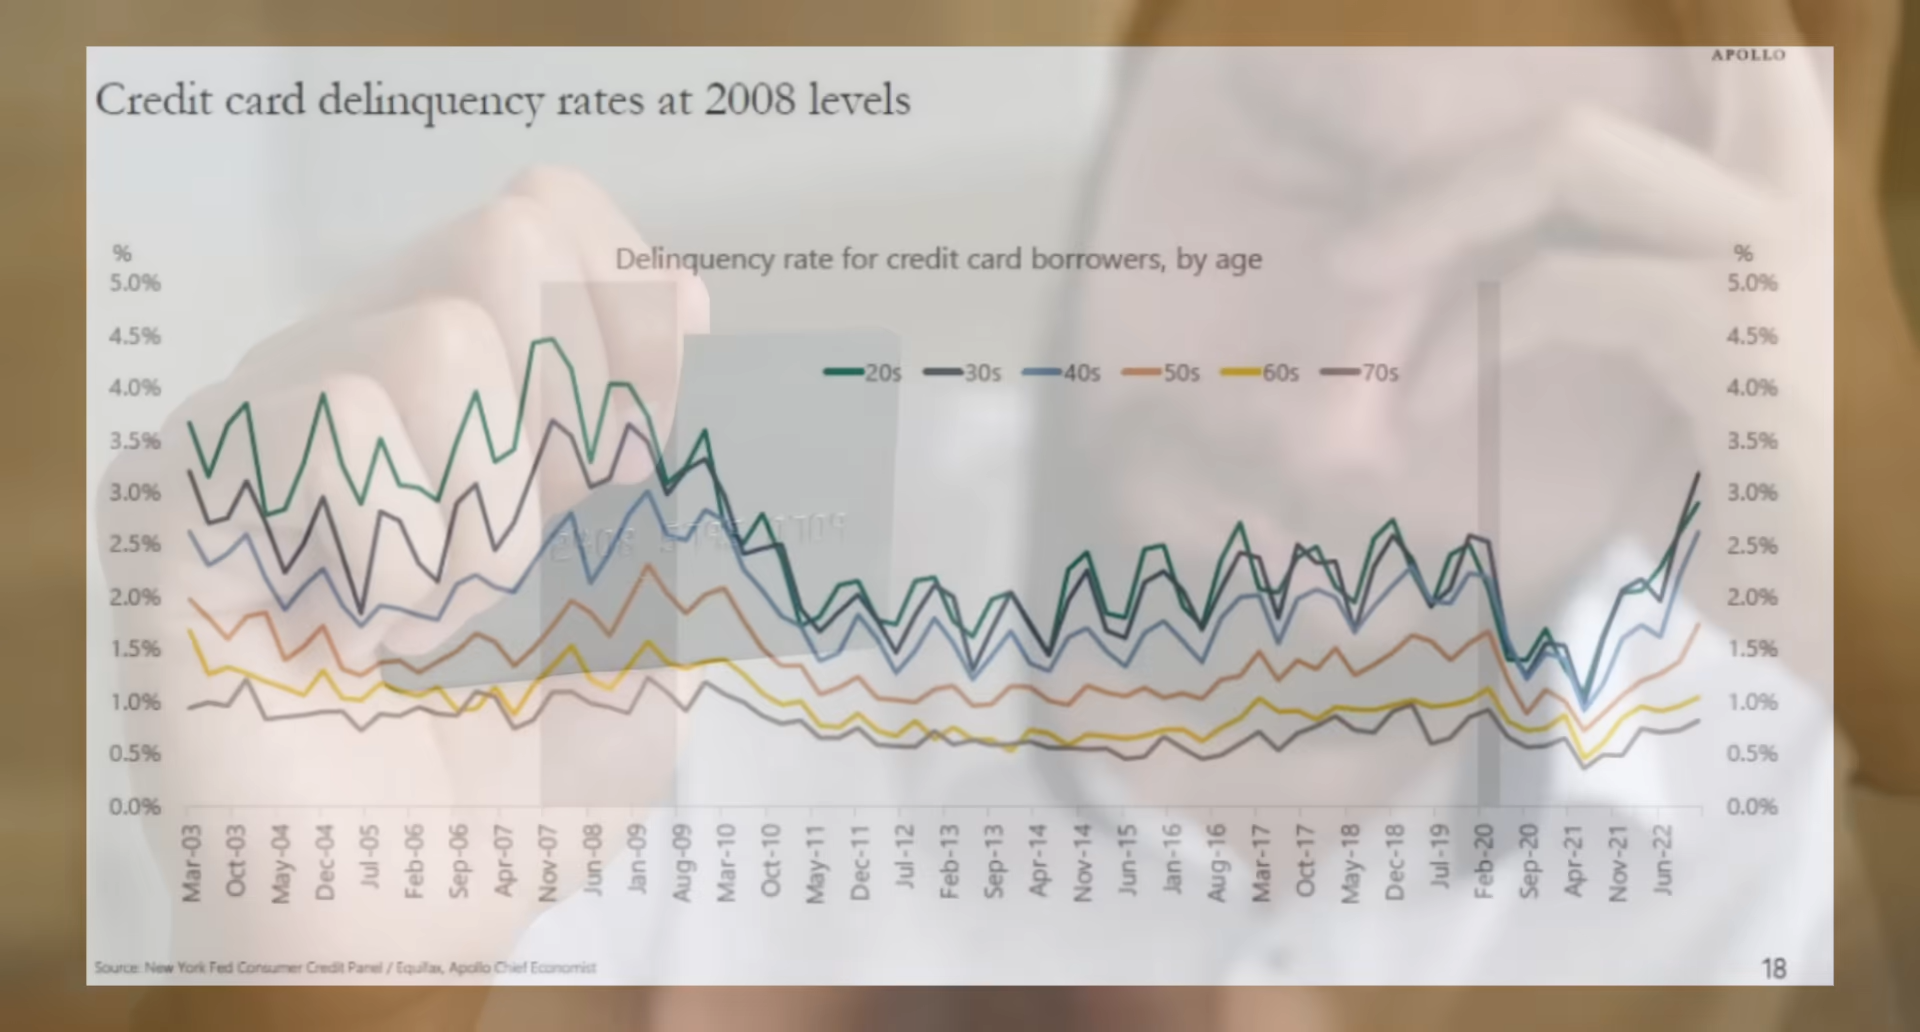 APOLLO
Credit card delinquency rates at 2008 levels
Delinquency rate for credit card borrowers, by age
% %
5.0% 5.0%
4.5% 4.5%
20s 30s 40s 50s 60s 70s
4.0% 4.0%
3.5% 3.5%
3.0% 3.0%
2.5% 2.5%
2.0% 2.0%
1.5% 1.5%
1.0% 1.0%
0.5% 0.5%
0.0% 0.0%
Mar-03 Oct-03 May-04 Dec-04 Jul-05 Feb-06 Sep-06 Apr-07 Nov-07 Jun-08 Jan-09 Aug-09 Mar-10 Oct-10 May-11 Dec-11 Jul-12 Feb-13 Sep-13 Apr-14 Nov-14 Jun-15 Jan-16 Aug-16 Mar-17 Oct-17 May-18 Dec-18 Jul-19 Feb-20 Sep-20 Apr-21 Nov-21 Jun-22
Source: New York Fed Consumer Credit Panel / Equifax, Apollo Chief Economist
18